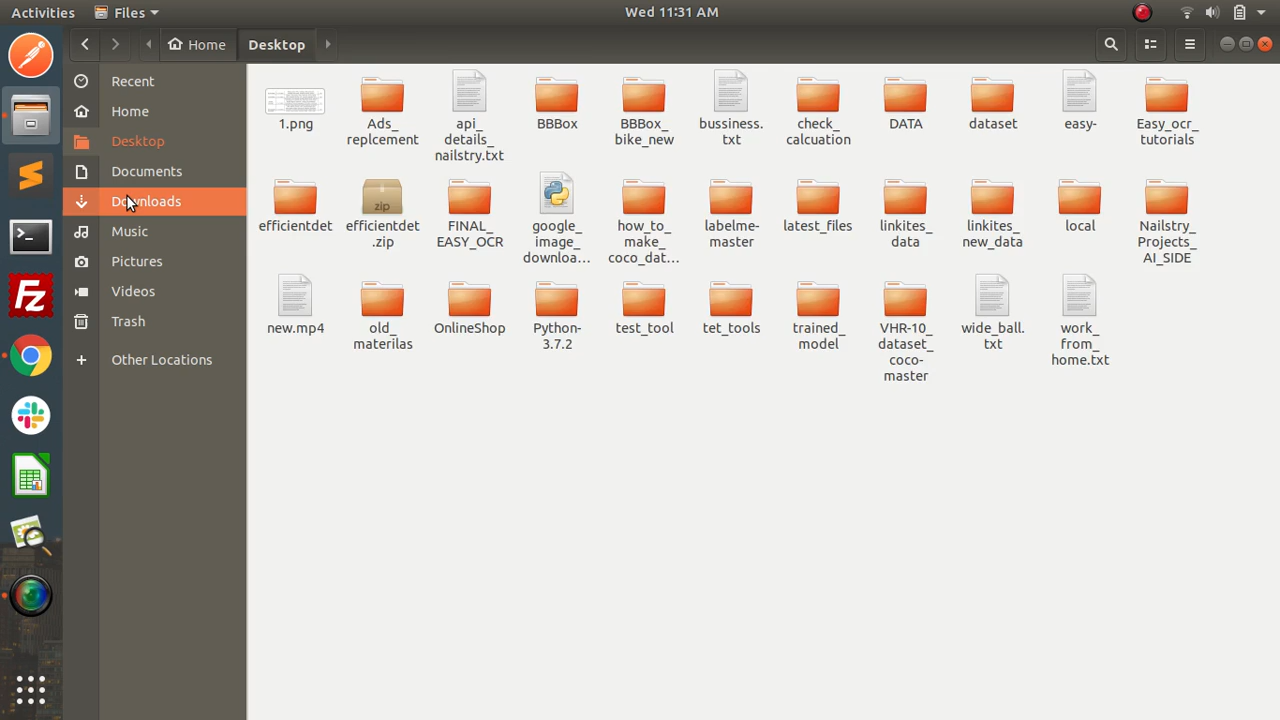 Activities
Files
Wed 11:31 AM
Home
Desktop
Recent
Home
Desktop
Documents
Downloads
Music
Pictures
Videos
Trash
Other Locations
1.png
Ads_
replcement
api_
details_
nailstry.txt
BBBox
BBBox_
bike_new
bussiness.
txt
check_
calcuation
DATA
dataset
easy-
Easy_ocr_
tutorials
efficientdet
zip
efficientdet
.zip
FINAL_
EASY_OCR
google_
image_
downloa...
how_to_
make_
coco_dat...
labelme-
master
latest_files
linkites_
data
linkites_
new_data
local
Nailstry_
Projects_
AI_SIDE
new.mp4
old_
materilas
OnlineShop
Python-
3.7.2
test_tool
tet_tools
trained_
model
VHR-10_
dataset_
coco-
master
wide_ball.
txt
work_
from_
home.txt